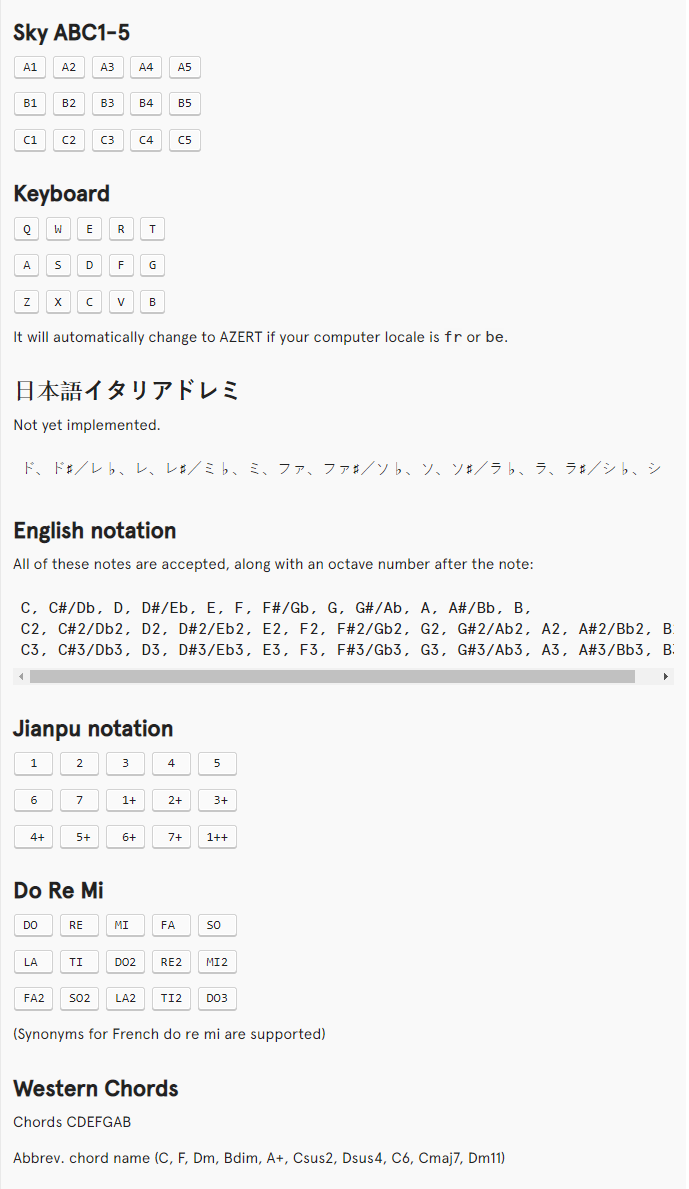 Sky ABC1-5
A1 A2 A3 A4 A5
B1 B2 B3 B4 B5
C1 C2 C3 C4 C5
Keyboard
Q W E R T
A S D F G
Z X C V B
It will automatically change to AZERT if your computer locale is fr or be.
日本語イタリアドレミ
Not yet implemented.
ド、ド♯／レ♭、レ、レ♯／ミ♭、ミ、ファ、ファ♯／ソ♭、ソ、ソ♯／ラ♭、ラ、ラ♯／シ♭、シ
English notation
All of these notes are accepted, along with an octave number after the note:
C, C#/Db, D, D#/Eb, E, F, F#/Gb, G, G#/Ab, A, A#/Bb, B,
C2, C#2/Db2, D2, D#2/Eb2, E2, F2, F#2/Gb2, G2, G#2/Ab2, A2, A#2/Bb2, B2
C3, C#3/Db3, D3, D#3/Eb3, E3, F3, F#3/Gb3, G3, G#3/Ab3, A3, A#3/Bb3, B3
Jianpu notation
1 2 3 4 5
6 7 1+ 2+ 3+
4+ 5+ 6+ 7+ 1++
Do Re Mi
DO RE MI FA SO
LA TI DO2 RE2 MI2
FA2 SO2 LA2 TI2 DO3
(Synonyms for French do re mi are supported)
Western Chords
Chords CDEFGAB
Abbrev. chord name (C, F, Dm, Bdim, A+, Csus2, Dsus4, C6, Cmaj7, Dm11)